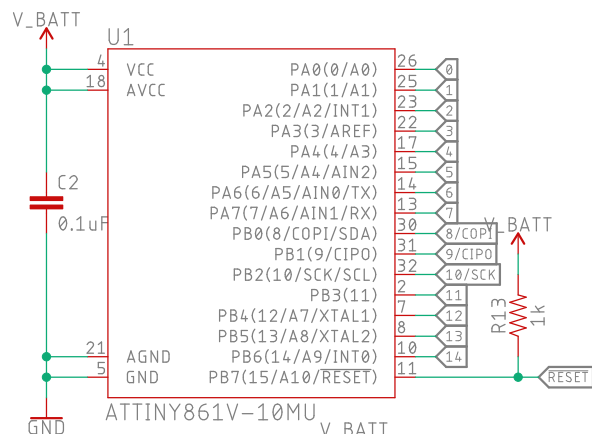 V_BATT
U1
4 VCC PA0(0/A0) 26 0
18 AVCC PA1(1/A1) 25 1
PA2(2/A2/INT1) 23 2
PA3(3/AREF) 22 3
PA4(4/A3) 17 4
PA5(5/A4/AIN2) 15 5
PA6(6/A5/AIN0/TX) 14 6
PA7(7/A6/AIN1/RX) 13 7
C2
0.1uF
V_BATT
PB0(8/COPI/SDA) 30 8/COPI
PB1(9/CIPO) 31 9/CIPO
PB2(10/SCK/SCL) 32 10/SCK
PB3(11) 2 11
PB4(12/A7/XTAL1) 7 12
PB5(13/A8/XTAL2) 8 13
R13
1k
21 AGND PB6(14/A9/INT0) 10 14
5 GND PB7(15/A10/RESET) 11 RESET
ATTINY861V-10MU
GND
V_BATT